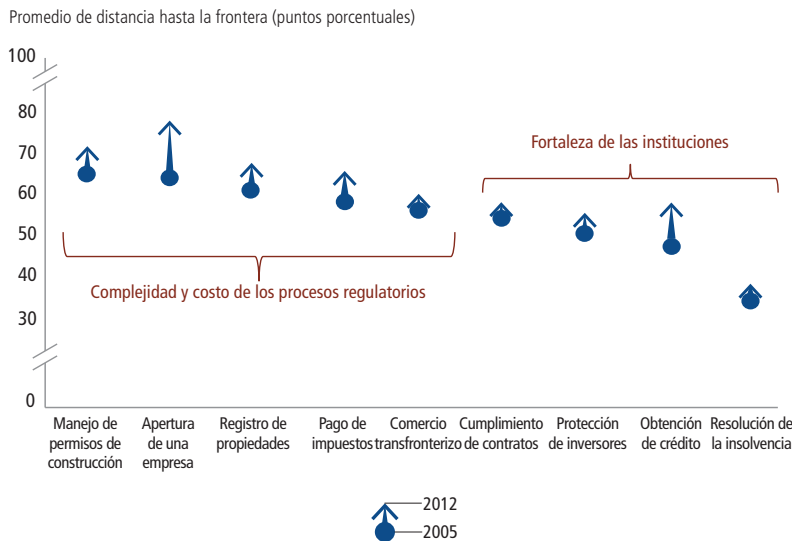 Promedio de distancia hasta la frontera (puntos porcentuales)
100
80
70
60
50
40
30
0
Fortaleza de las instituciones
Complejidad y costo de los procesos regulatorios
Manejo de
permisos de
construcción
Apertura
de una
empresa
Registro de
propiedades
Pago de
impuestos
Comercio
transfronterizo
Cumplimiento
de contratos
Protección
de inversores
Obtención
de crédito
Resolución de
la insolvencia
2012
2005